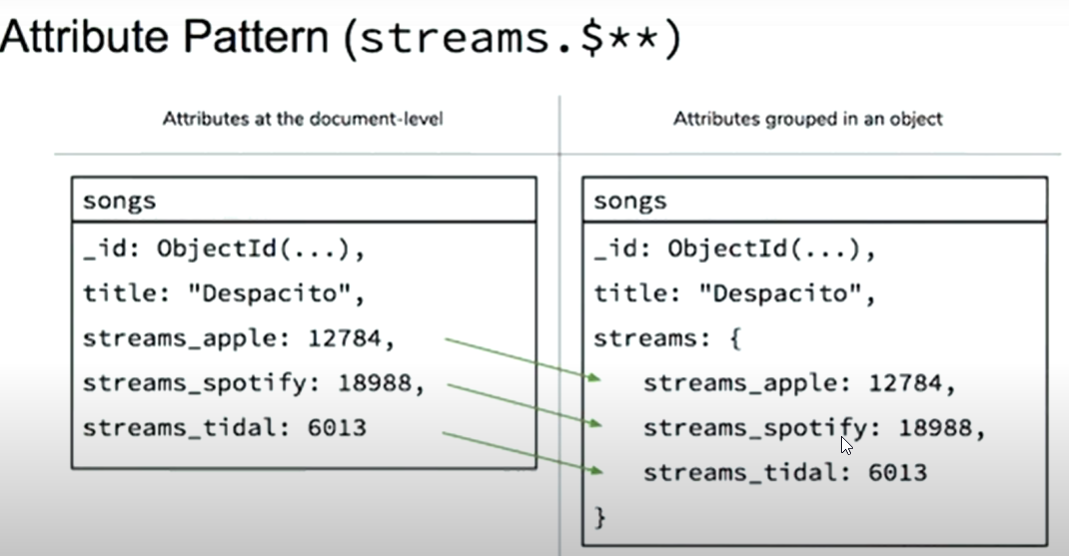 Attribute Pattern (streams.$**)
Attributes at the document-level
songs
_id: ObjectId(...),
title: "Despacito",
streams_apple: 12784,
streams_spotify: 18988,
streams_tidal: 6013
Attributes grouped in an object
songs
_id: ObjectId(...),
title: "Despacito",
streams: {
streams_apple: 12784,
streams_spotify: 18988,
streams_tidal: 6013
}